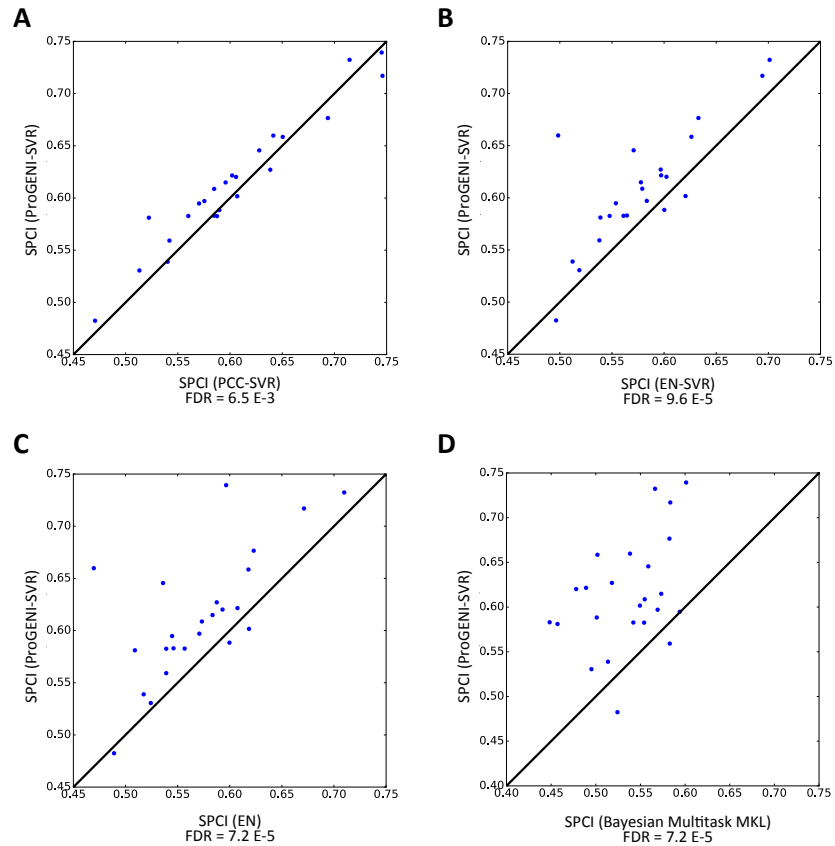 A
0.75
0.70
0.65
0.60
0.55
0.50
0.45
SPCI (ProGENI-SVR)
0.45 0.50 0.55 0.60 0.65 0.70 0.75
SPCI (PCC-SVR)
FDR = 6.5 E-3
B
0.75
0.70
0.65
0.60
0.55
0.50
0.45
SPCI (ProGENI-SVR)
0.45 0.50 0.55 0.60 0.65 0.70 0.75
SPCI (EN-SVR)
FDR = 9.6 E-5
C
0.75
0.70
0.65
0.60
0.55
0.50
0.45
SPCI (ProGENI-SVR)
0.45 0.50 0.55 0.60 0.65 0.70 0.75
SPCI (EN)
FDR = 7.2 E-5
D
0.75
0.70
0.65
0.60
0.55
0.50
0.45
0.40
SPCI (ProGENI-SVR)
0.40 0.45 0.50 0.55 0.60 0.65 0.70 0.75
SPCI (Bayesian Multitask MKL)
FDR = 7.2 E-5